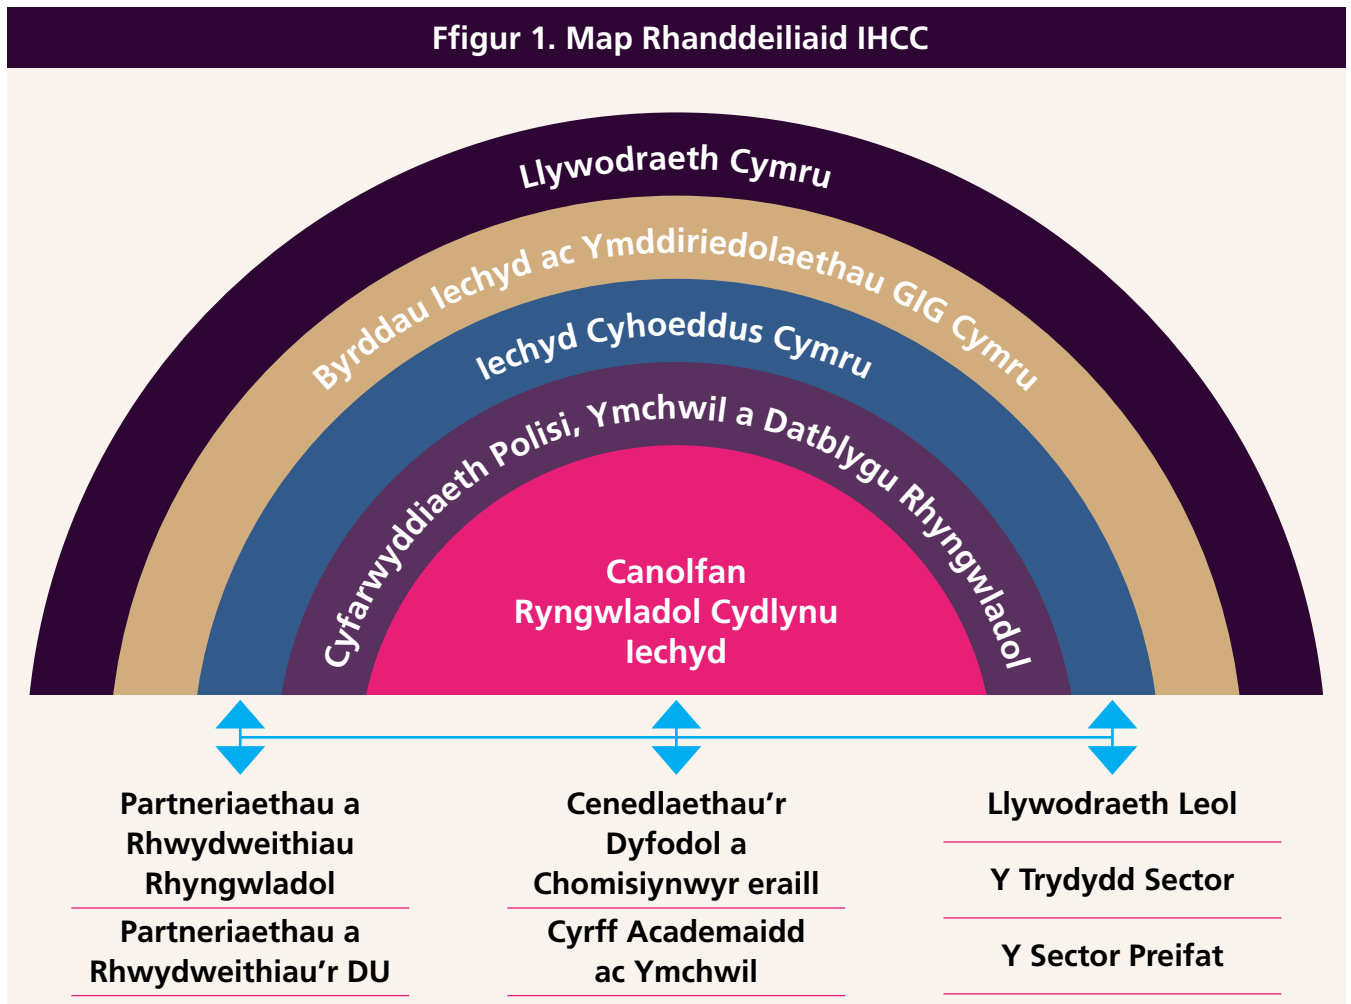 Ffigur 1. Map Rhanddeiliaid IHCC
Llywodraeth Cymru
Byrddau Iechyd ac Ymddiriedolaethau GIG Cymru
Iechyd Cyhoeddus Cymru
Cyfarwyddiaeth Polisi, Ymchwil a Datblygu Rhyngwladol
Canolfan
Ryngwladol Cydlynu
Iechyd
Partneriaethau a
Rhwydweithiau
Rhyngwladol
Partneriaethau a
Rhwydweithiau'r DU
Cenedlaethau’r
Dyfodol a
Chomisiynwyr eraill
Cyrff Academaidd
ac Ymchwil
Llywodraeth Leol
Y Trydydd Sector
Y Sector Preifat